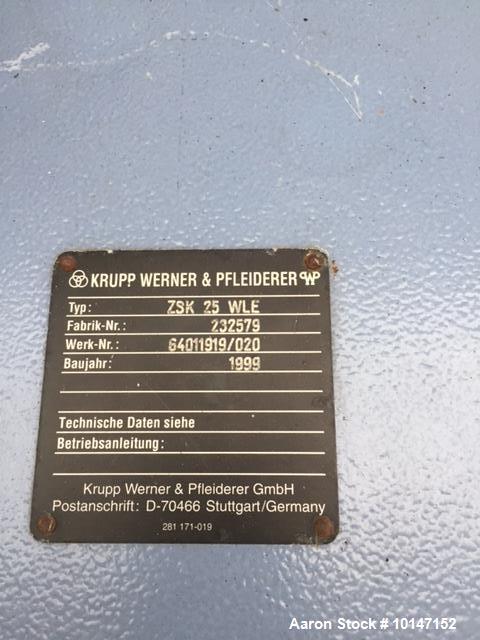 KRUPP WERNER & PFLEIDERER WP
Typ: ZSK 25 WLE
Fabrik-Nr.: 232579
Werk-Nr.: 64011919/020
Baujahr: 1999
Technische Daten siehe
Betriebsanleitung:
Krupp Werner & Pfleiderer GmbH
Postanschrift: D-70466 Stuttgart/Germany
281 171-019
Aaron Stock # 10147152